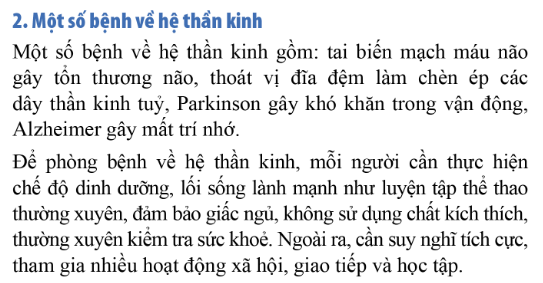 2. Một số bệnh về hệ thần kinh
Một số bệnh về hệ thần kinh gồm: tai biến mạch máu não
gây tổn thương não, thoát vị đĩa đệm làm chèn ép các
dây thần kinh tuỷ, Parkinson gây khó khăn trong vận động,
Alzheimer gây mất trí nhớ.
Để phòng bệnh về hệ thần kinh, mỗi người cần thực hiện
chế độ dinh dưỡng, lối sống lành mạnh như luyện tập thể thao
thường xuyên, đảm bảo giấc ngủ, không sử dụng chất kích thích,
thường xuyên kiểm tra sức khoẻ. Ngoài ra, cần suy nghĩ tích cực,
tham gia nhiều hoạt động xã hội, giao tiếp và học tập.